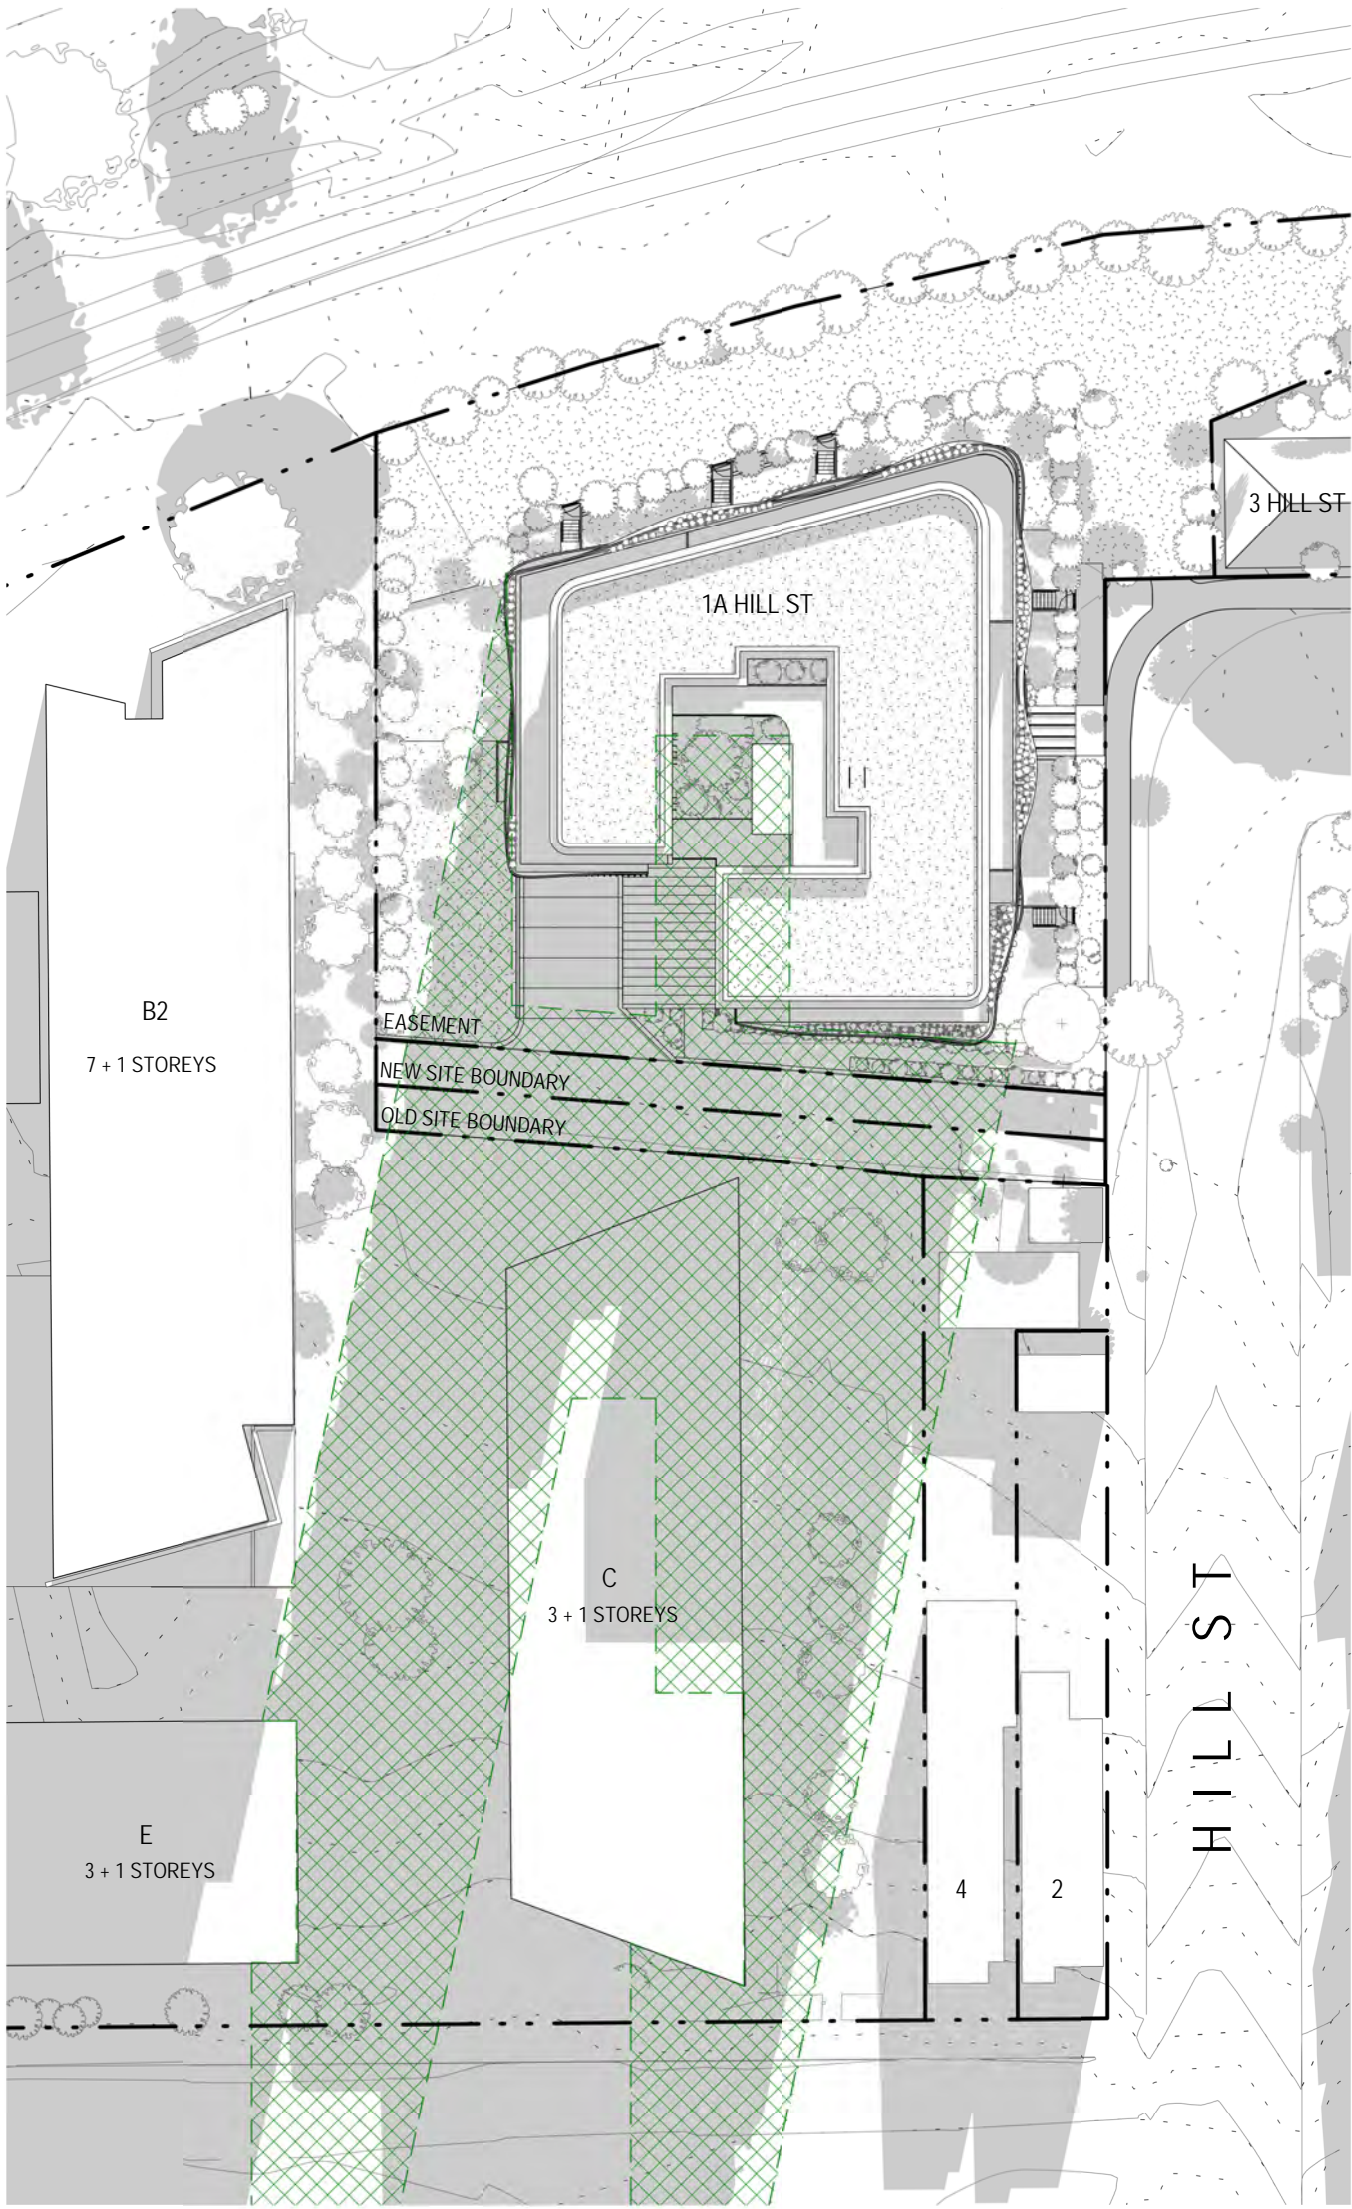 3 HILL ST
1A HILL ST
B2
7 + 1 STOREYS
EASEMENT
NEW SITE BOUNDARY
OLD SITE BOUNDARY
C
3 + 1 STOREYS
HILL ST
E
3 + 1 STOREYS
4
2